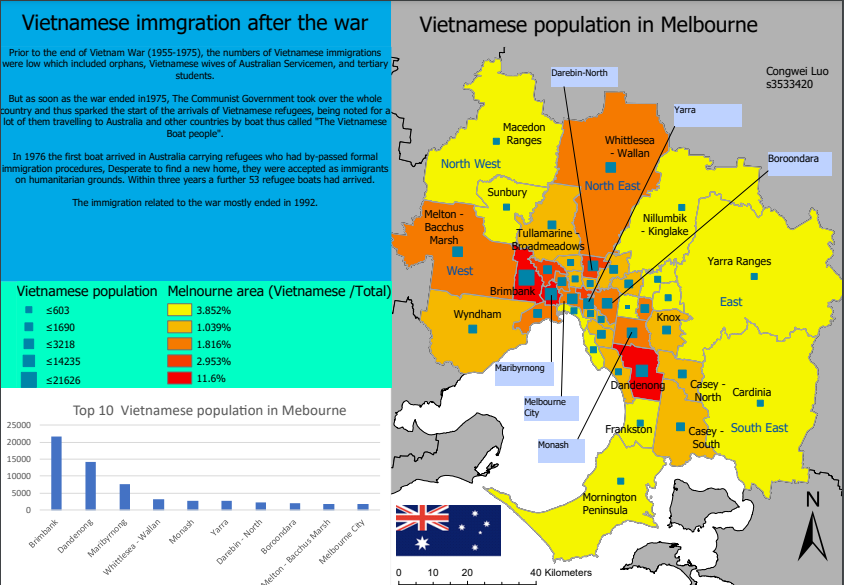 Vietnamese immgration after the war
Prior to the end of Vietnam War (1955-1975), the numbers of Vietnamese immigrations
were low which included orphans, Vietnamese wives of Australian Servicemen, and tertiary
students.
But as soon as the war ended in1975, The Communist Government took over the whole
country and thus sparked the start of the arrivals of Vietnamese refugees, being noted for a
lot of them travelling to Australia and other countries by boat thus called "The Vietnamese
Boat people".
In 1976 the first boat arrived in Australia carrying refugees who had by-passed formal
immigration procedures, Desperate to find a new home, they were accepted as immigrants
on humanitarian grounds. Within three years a further 53 refugee boats had arrived.
The immigration related to the war mostly ended in 1992.
Vietnamese population
≤603
≤1690
≤3218
≤14235
≤21626
Melnourne area (Vietnamese /Total)
3.852%
1.039%
1.816%
2.953%
11.6%
Top 10 Vietnamese population in Mebourne
25000
20000
15000
10000
5000
0
Brimbank
Dandenong
Maribyrnong
Whittlesea - Wallan
Monash
Yarra
Darebin - North
Boroondara
Melton - Bacchus Marsh
Melbourne City
Vietnamese population in Melbourne
Congwei Luo
s3533420
Darebin-North
Yarra
Boroondara
Macedon
Ranges
North West
Whittlesea
- Wallan
North East
Sunbury
Nillumbik
- Kinglake
Melton -
Bacchus
Marsh
West
Tullamarine -
Broadmeadows
Yarra Ranges
East
Brimbank
Wyndham
Knox
Maribyrnong
Melbourne
City
Monash
Dandenong
Casey -
North
Cardinia
South East
Frankston
Casey -
South
Mornington
Peninsula
N
0 10 20 40 Kilometers